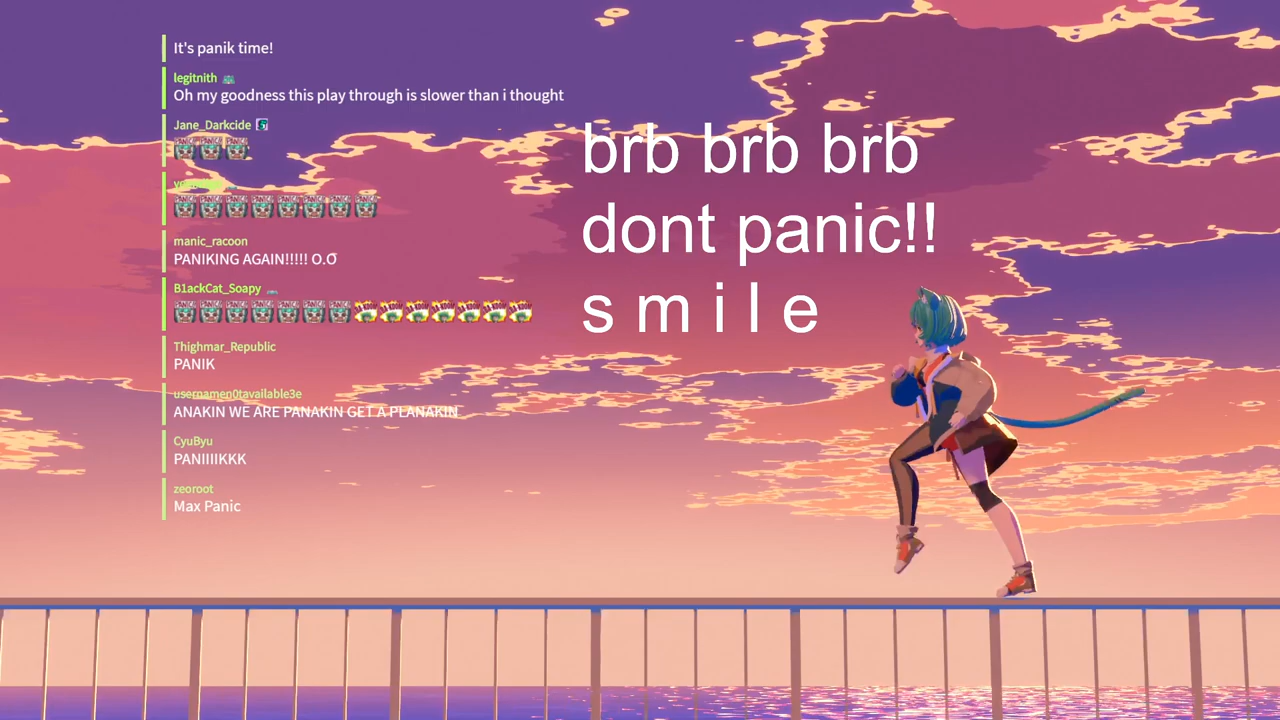 It's panik time!
legitnith
Oh my goodness this play through is slower than i thought
Jane_Darkcide
manic_racoon
PANIKING AGAIN!!!!! O.O
B1ackCat_Soapy
Thighmar_Republic
PANIK
usernamen0tavailable3e
ANAKIN WE ARE PANAKIN GET A PLANAKIN
CyuByu
PANIIIIKKK
zeoroot
Max Panic
brb brb brb
dont panic!!
s m i l e